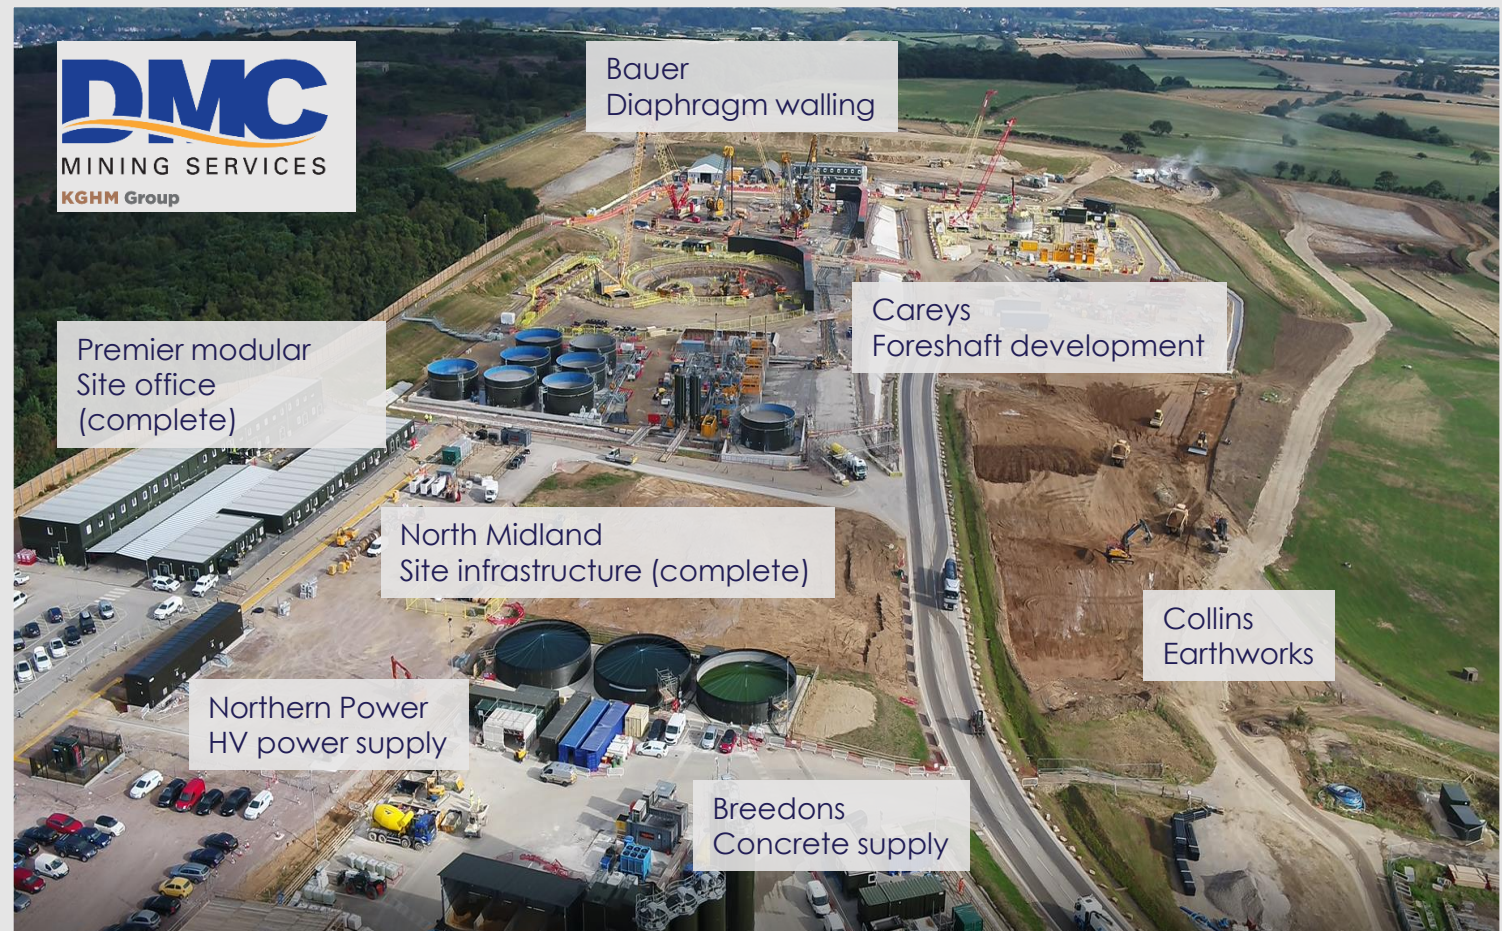 DMC
MINING SERVICES
KGHM Group
Bauer
Diaphragm walling
Careys
Foreshaft development
Premier modular
Site office
(complete)
North Midland
Site infrastructure (complete)
Collins
Earthworks
Northern Power
HV power supply
Breedons
Concrete supply